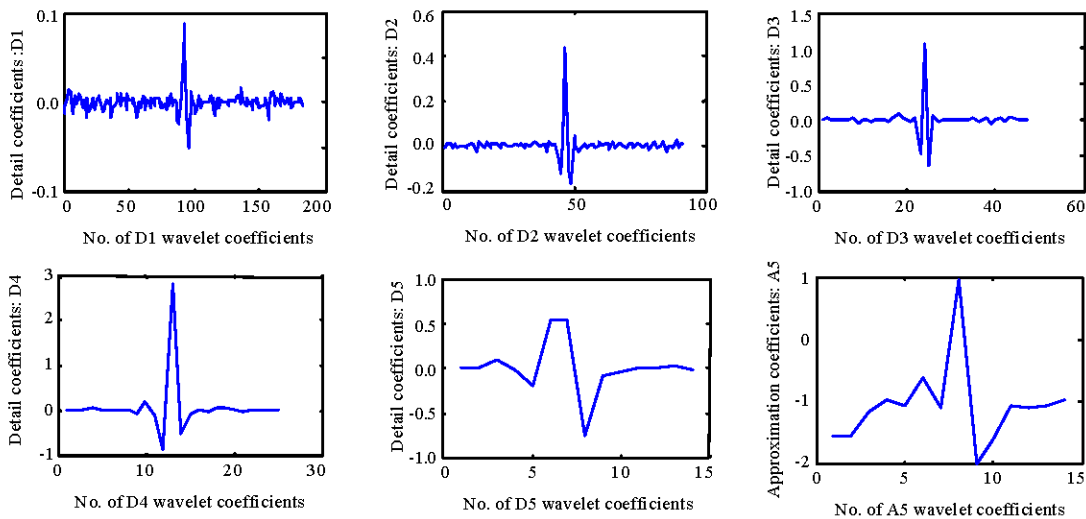 Detail coefficients :D1
0.1
0.0
-0.1
0 50 100 150 200
No. of D1 wavelet coefficients
Detail coefficients: D2
0.6
0.4
0.2
0.0
-0.2
0 50 100
No. of D2 wavelet coefficients
Detail coefficients: D3
1.5
1.0
0.5
0.0
-0.5
-1.0
0 20 40 60
No. of D3 wavelet coefficients
Detail coefficients: D4
3
2
1
0
-1
0 10 20 30
No. of D4 wavelet coefficients
Detail coefficients: D5
1.0
0.5
0.0
-0.5
-1.0
0 5 10 15
No. of D5 wavelet coefficients
Approximation coefficients: A5
1
0
-1
-2
0 5 10 15
No. of A5 wavelet coefficients